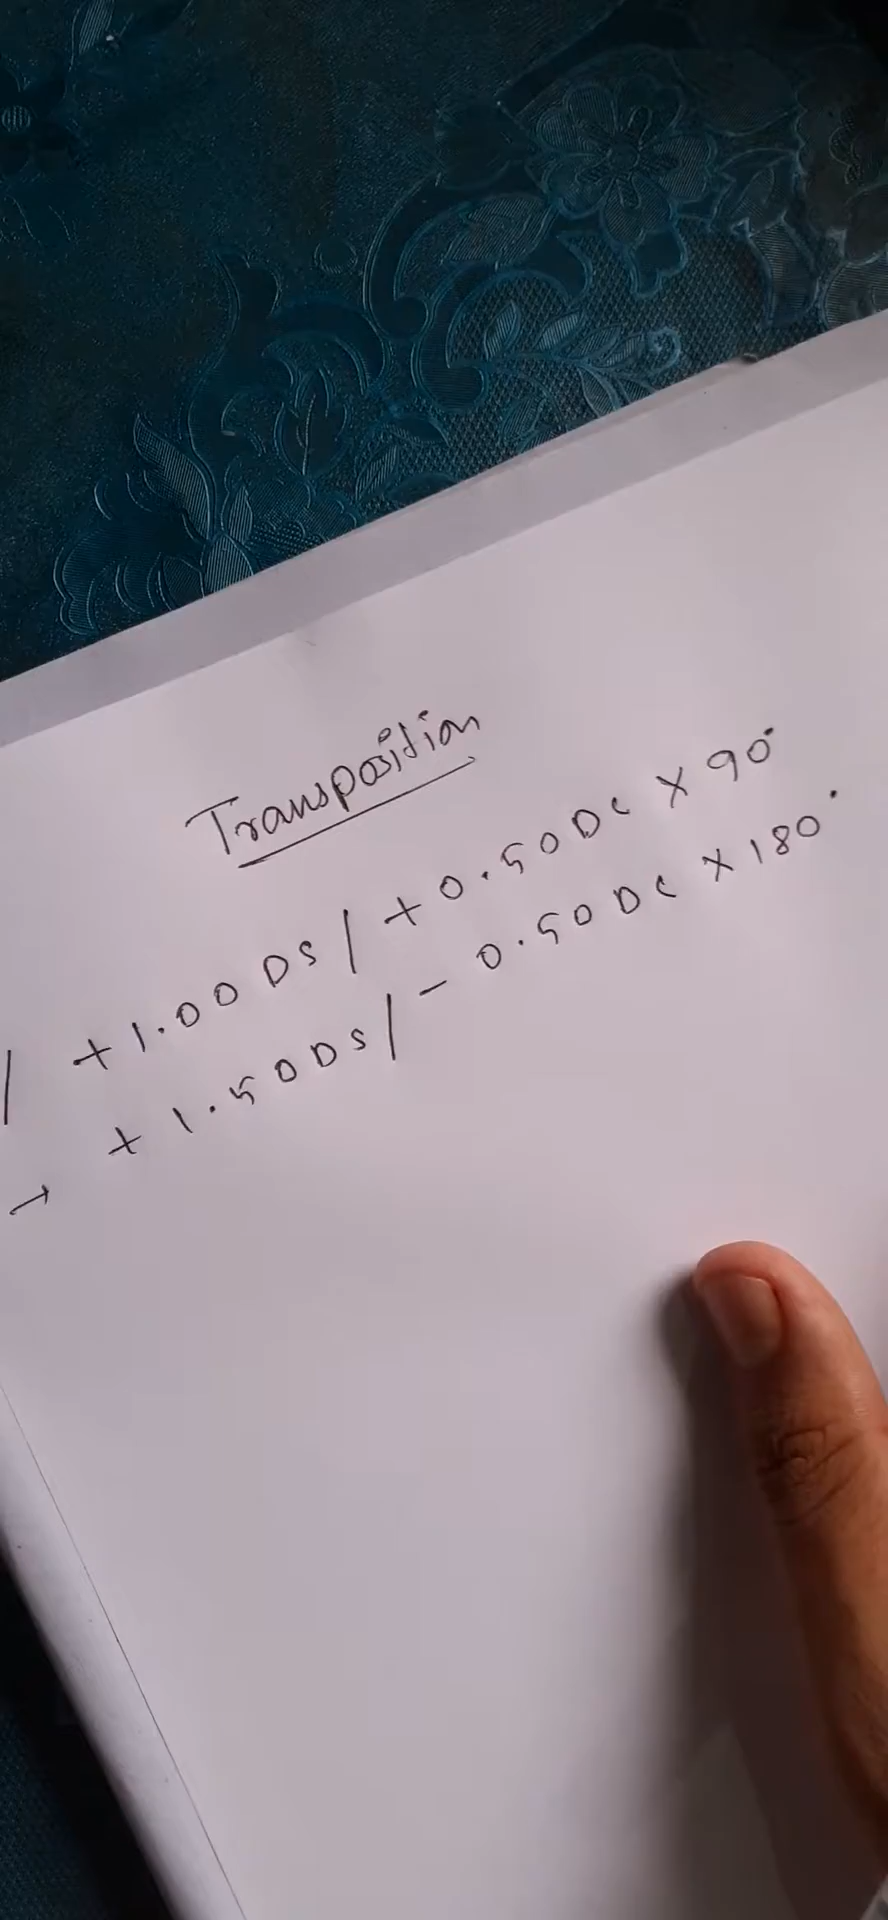 Transposition
/ +1.00 DS / +0.50 DC × 90°
→ +1.50 DS / - 0.50 DC × 180°